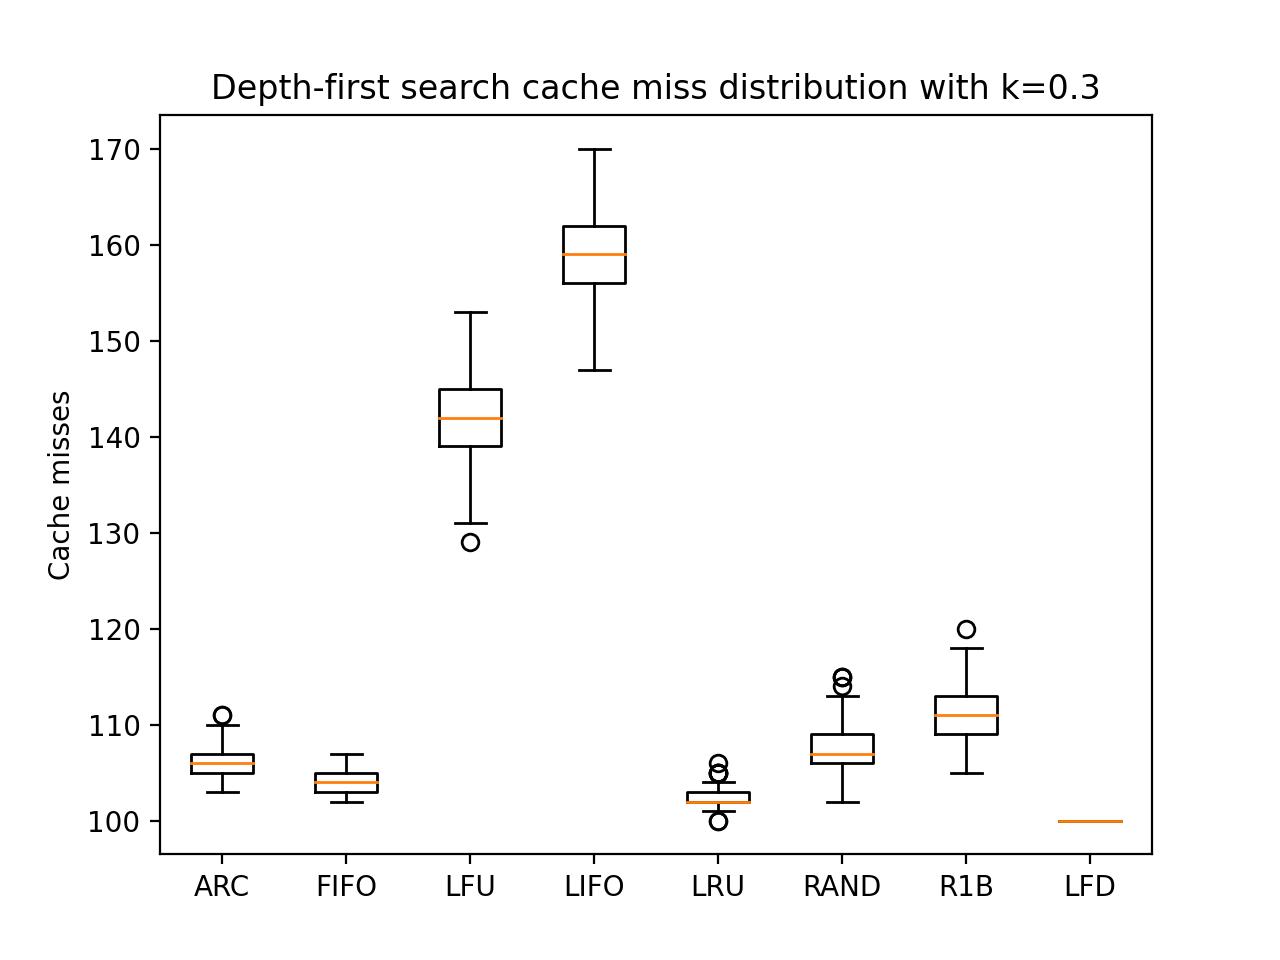 Depth-first search cache miss distribution with k=0.3
170
160
150
140
130
120
110
100
Cache misses
ARC FIFO LFU LIFO LRU RAND R1B LFD